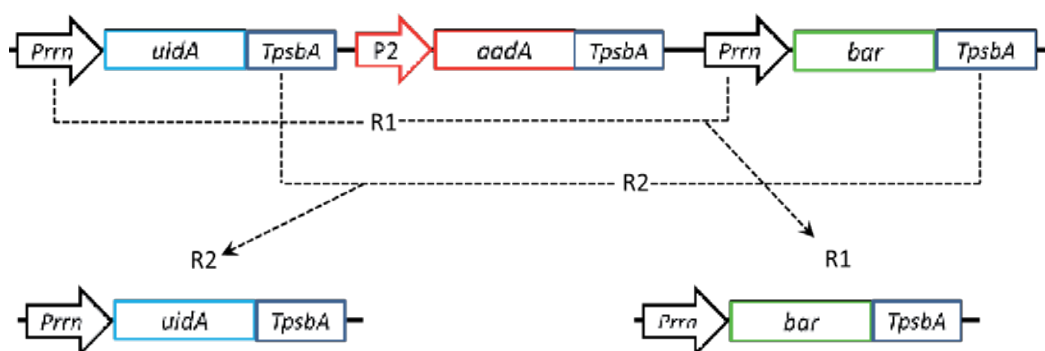 Prrn uidA TpsbA P2 aadA TpsbA Prrn bar TpsbA
R1
R2
R2 R1
Prrn uidA TpsbA Prrn bar TpsbA